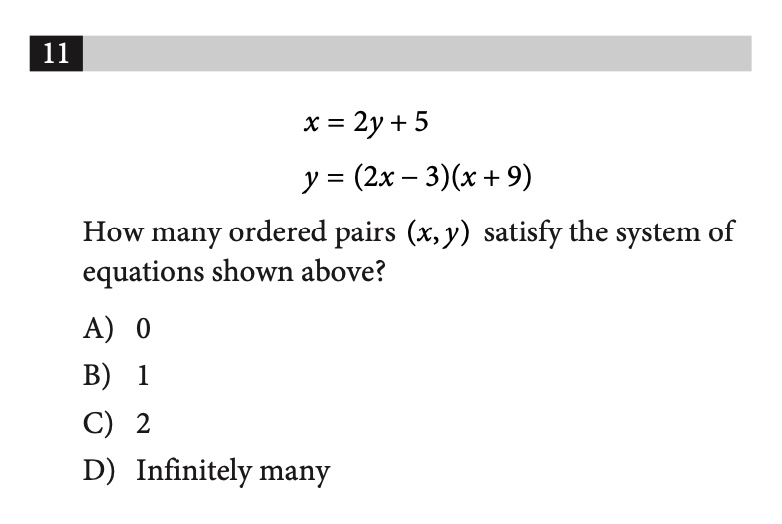 11
x = 2y + 5
y = (2x − 3)(x + 9)
How many ordered pairs (x, y) satisfy the system of
equations shown above?
A) 0
B) 1
C) 2
D) Infinitely many